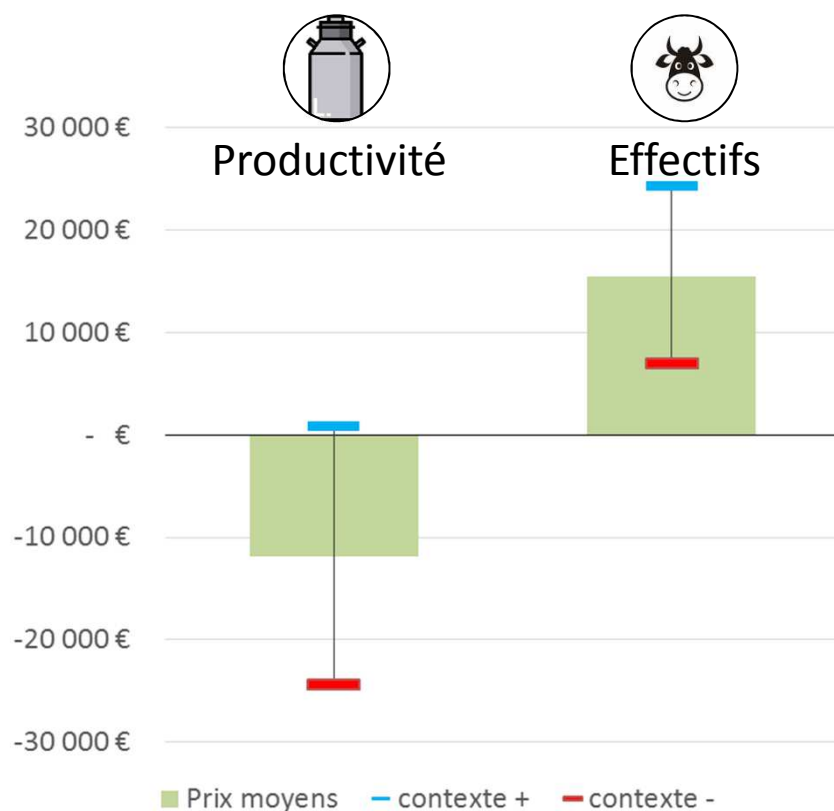 Productivité
Effectifs
30 000 €
20 000 €
10 000 €
- €
-10 000 €
-20 000 €
-30 000 €
Prix moyens
contexte +
contexte -